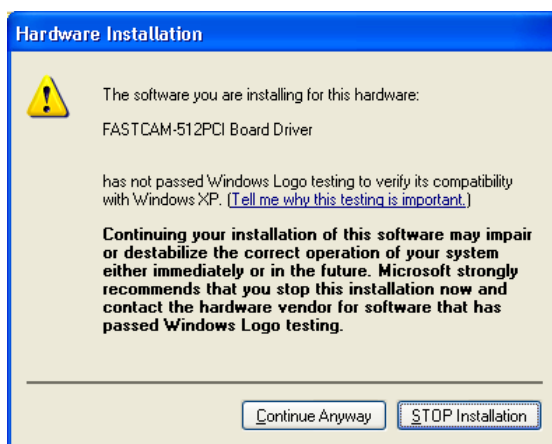 Hardware Installation
The software you are installing for this hardware:
FASTCAM-512PCI Board Driver
has not passed Windows Logo testing to verify its compatibility
with Windows XP. (Tell me why this testing is important.)
Continuing your installation of this software may impair
or destabilize the correct operation of your system
either immediately or in the future. Microsoft strongly
recommends that you stop this installation now and
contact the hardware vendor for software that has
passed Windows Logo testing.
Continue Anyway
STOP Installation